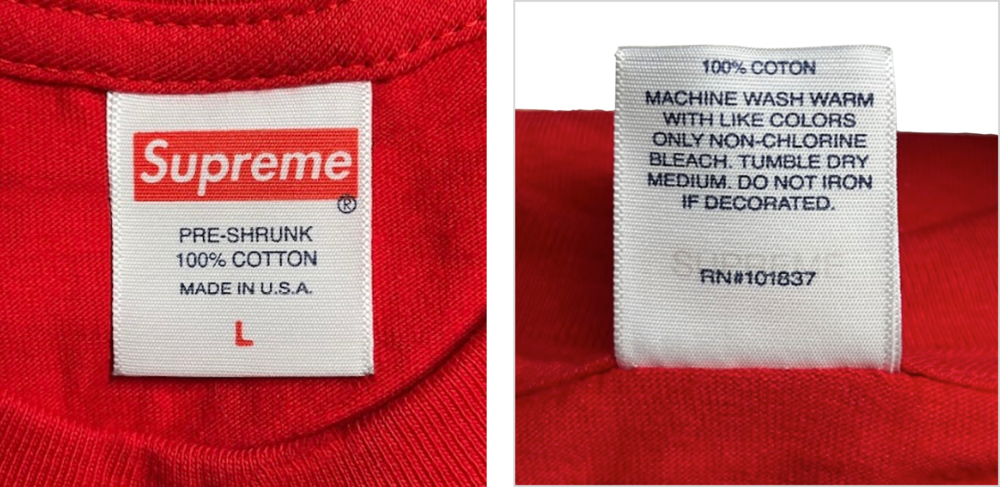 Supreme
®
PRE-SHRUNK
100% COTTON
MADE IN U.S.A.
L
100% COTON
MACHINE WASH WARM
WITH LIKE COLORS
ONLY NON-CHLORINE
BLEACH. TUMBLE DRY
MEDIUM. DO NOT IRON
IF DECORATED.
SUPREME
RN#101837